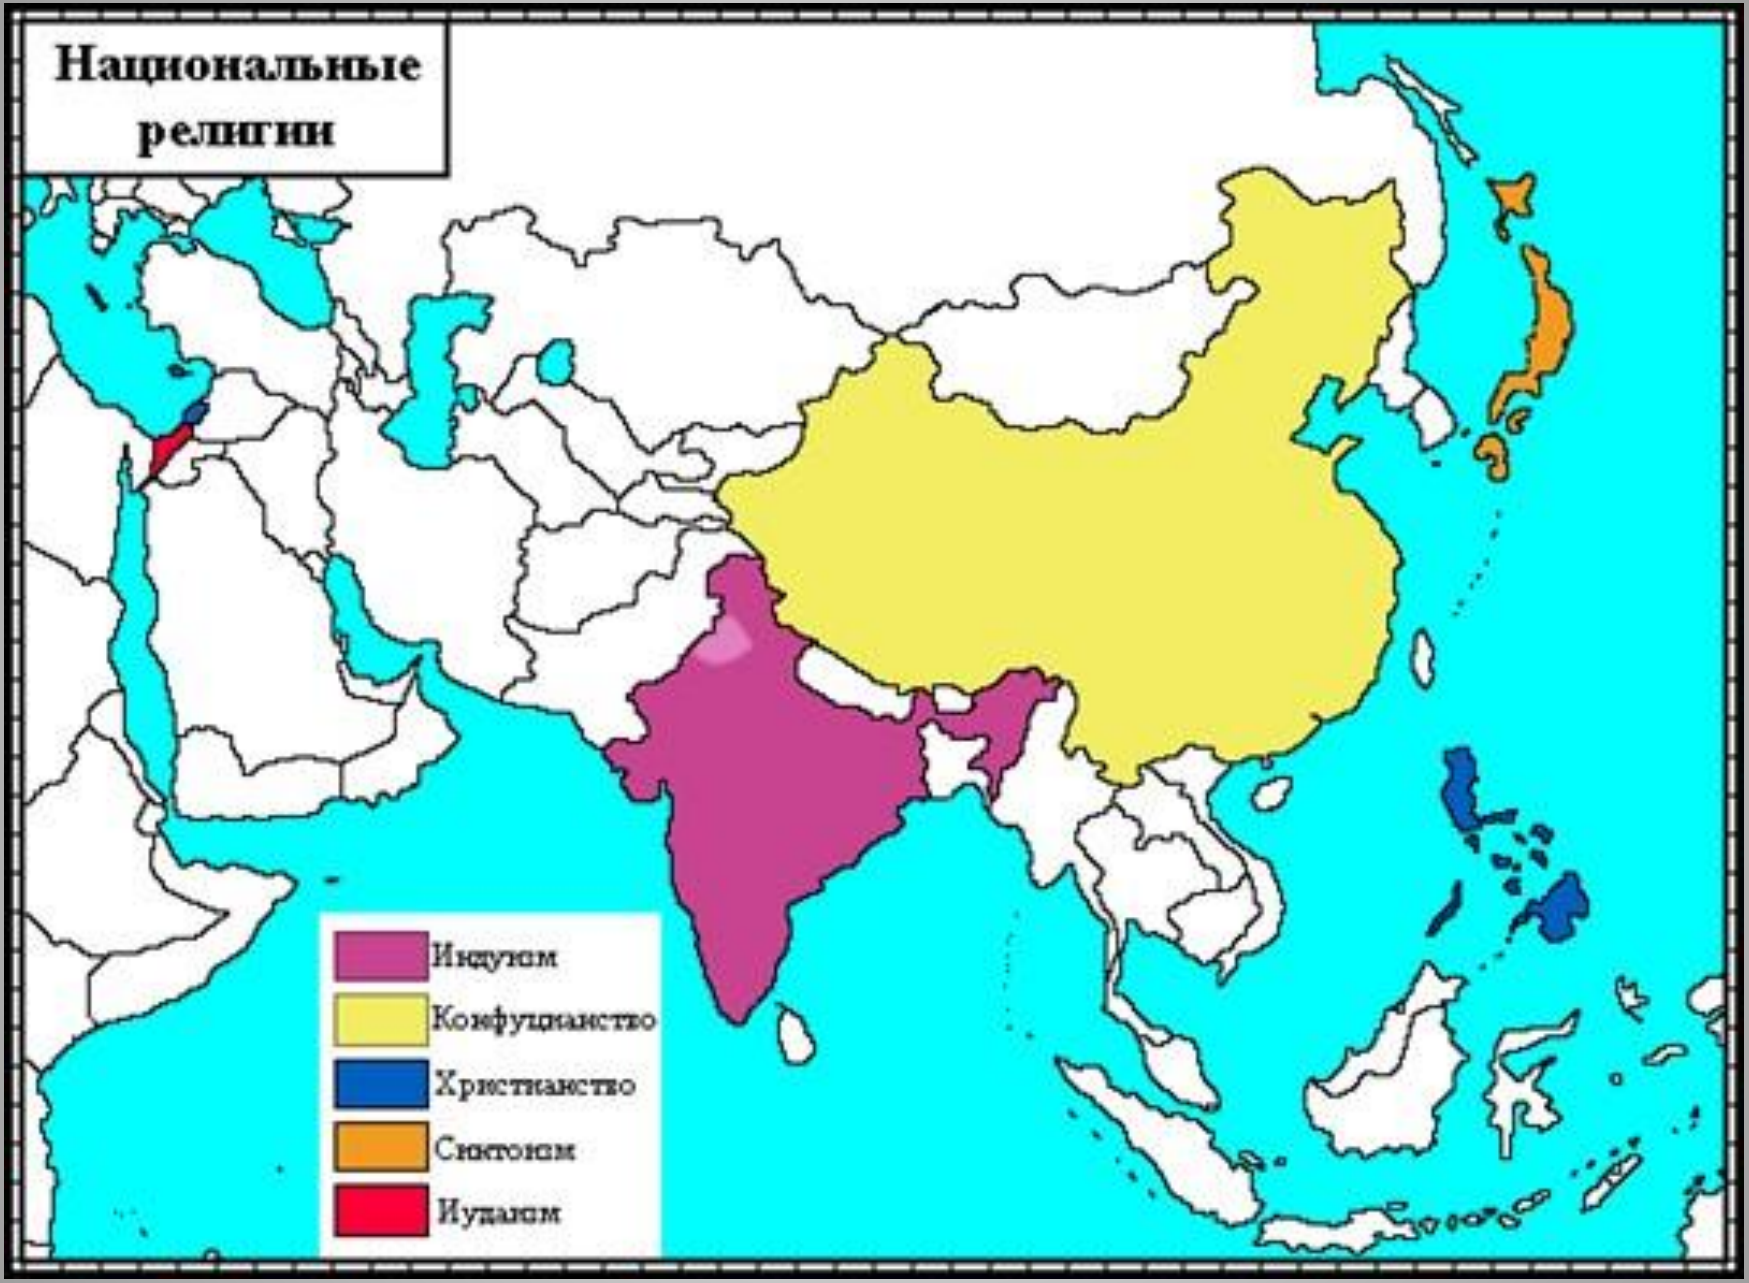 Национальные
религии
Индуизм
Конфуцианство
Христианство
Синтоизм
Иудаизм